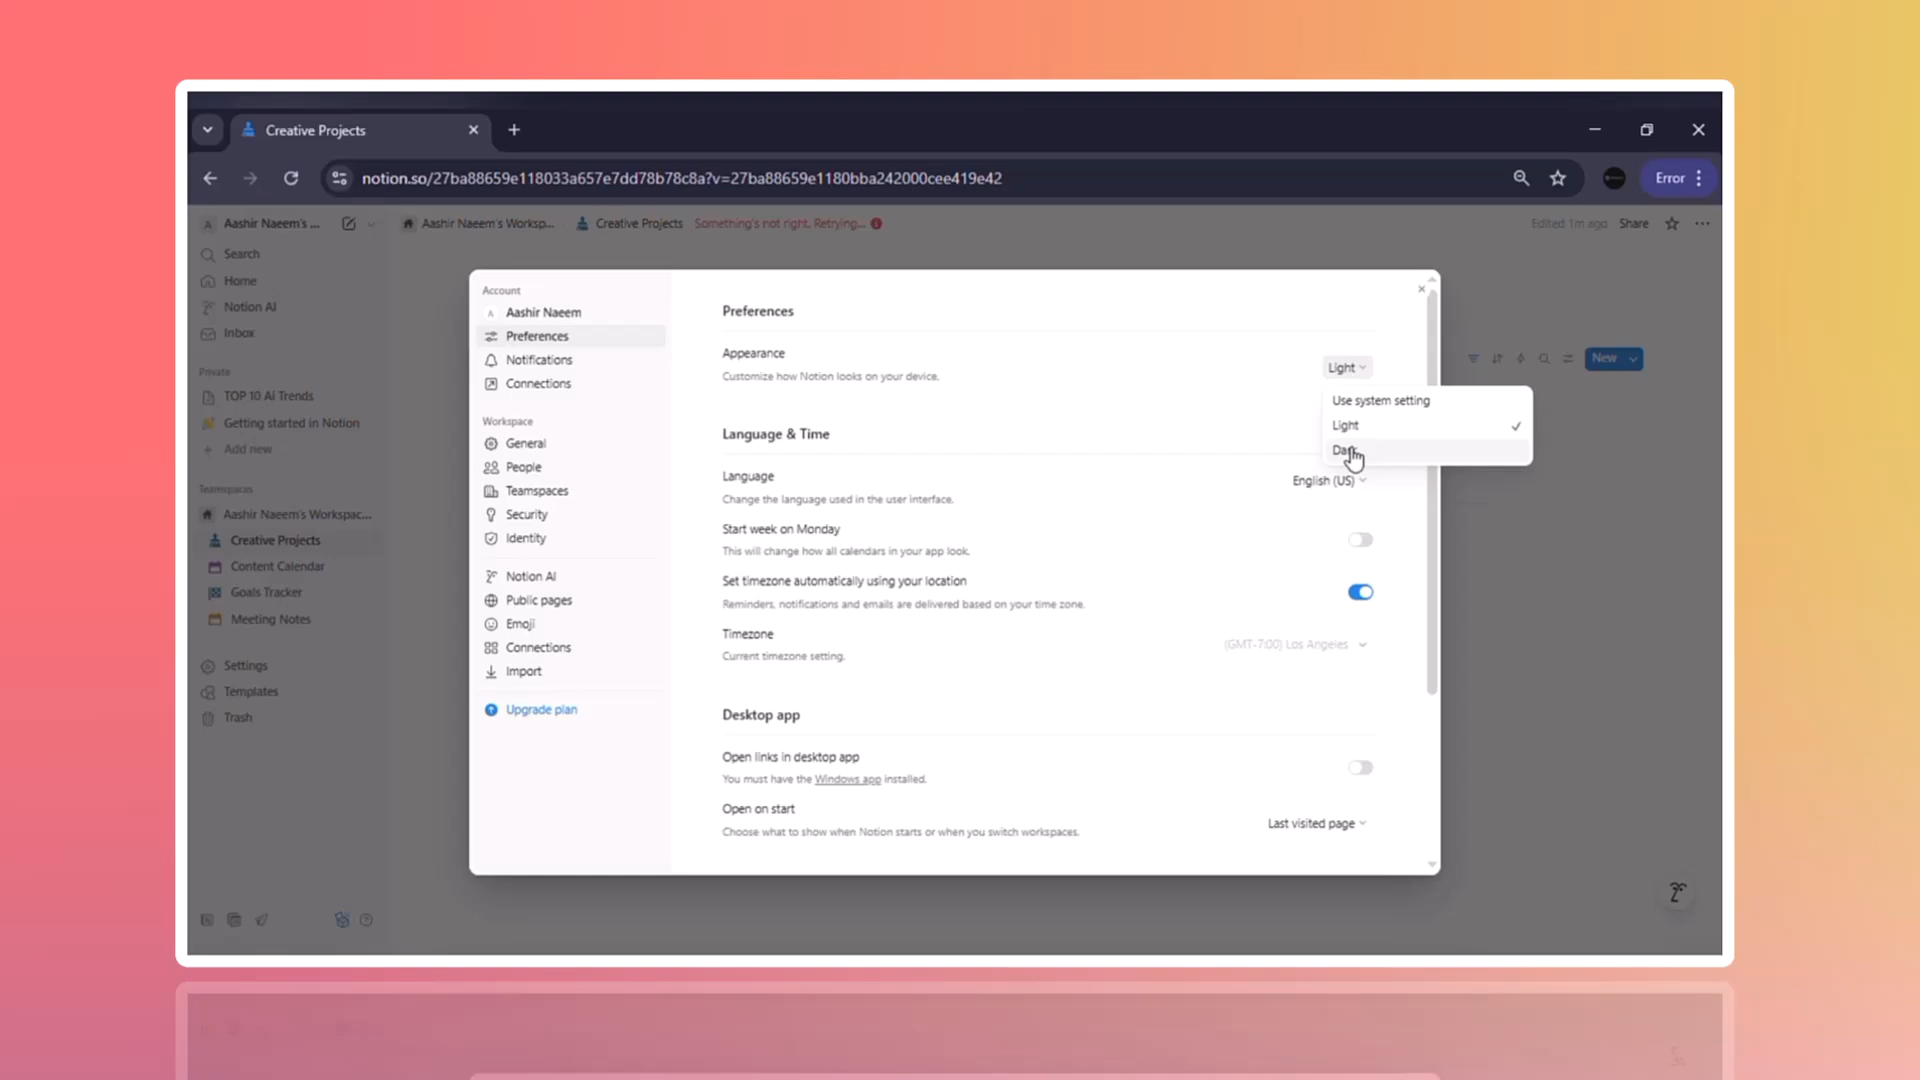 Creative Projects
notion.so/27ba88659e118033a657e7dd78b78c8a?v=27ba88659e1180bba242000cee419e42
Error
Aashir Naeem's ...
Aashir Naeem's Worksp...
Creative Projects
Something's not right. Retrying...
Edited 1m ago
Share
Search
Home
Notion AI
Inbox
Private
TOP 10 Ai Trends
Getting started in Notion
Add new
Teamspaces
Aashir Naeem's Workspac...
Creative Projects
Content Calendar
Goals Tracker
Meeting Notes
Settings
Templates
Trash
New
Account
A Aashir Naeem
Preferences
Notifications
Connections
Workspace
General
People
Teamspaces
Security
Identity
Notion AI
Public pages
Emoji
Connections
Import
Upgrade plan
Preferences
Appearance
Customize how Notion looks on your device.
Light
Use system setting
Light
Language & Time
Language
Change the language used in the user interface.
English (US)
Start week on Monday
This will change how all calendars in your app look.
Set timezone automatically using your location
Reminders, notifications and emails are delivered based on your time zone.
Timezone
Current timezone setting.
(GMT-7:00) Los Angeles
Desktop app
Open links in desktop app
You must have the Windows app installed.
Open on start
Choose what to show when Notion starts or when you switch workspaces.
Last visited page